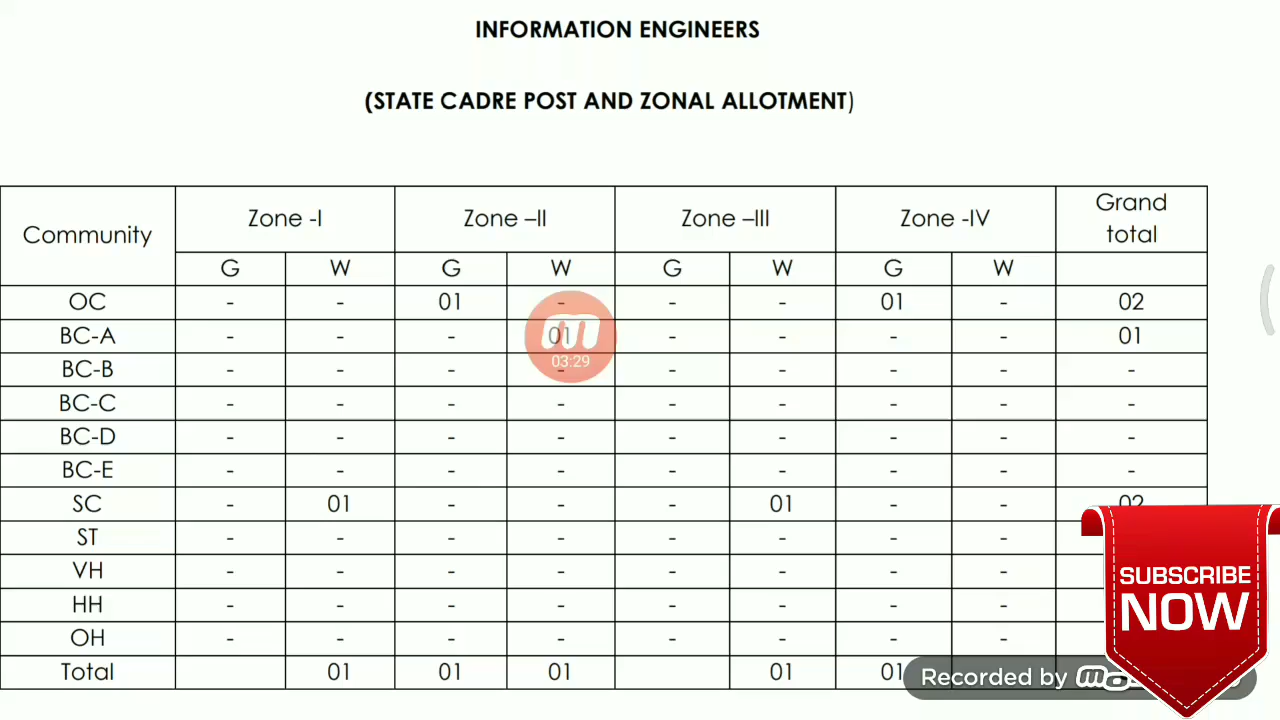 INFORMATION ENGINEERS
(STATE CADRE POST AND ZONAL ALLOTMENT)
Community Zone -I Zone –II Zone –III Zone -IV Grand total
G W G W G W G W
OC - - 01 - - - 01 - 02
BC-A - - - 01 - - - - 01
03:29
BC-B - - - - - - - - -
BC-C - - - - - - - - -
BC-D - - - - - - - - -
BC-E - - - - - - - - -
SC - 01 - - - 01 - - 02
ST - - - - - - - -
VH - - - - - - - -
HH - - - - - - - -
OH - - - - - - - -
Total 01 01 01 01 01
SUBSCRIBE
NOW
Recorded by